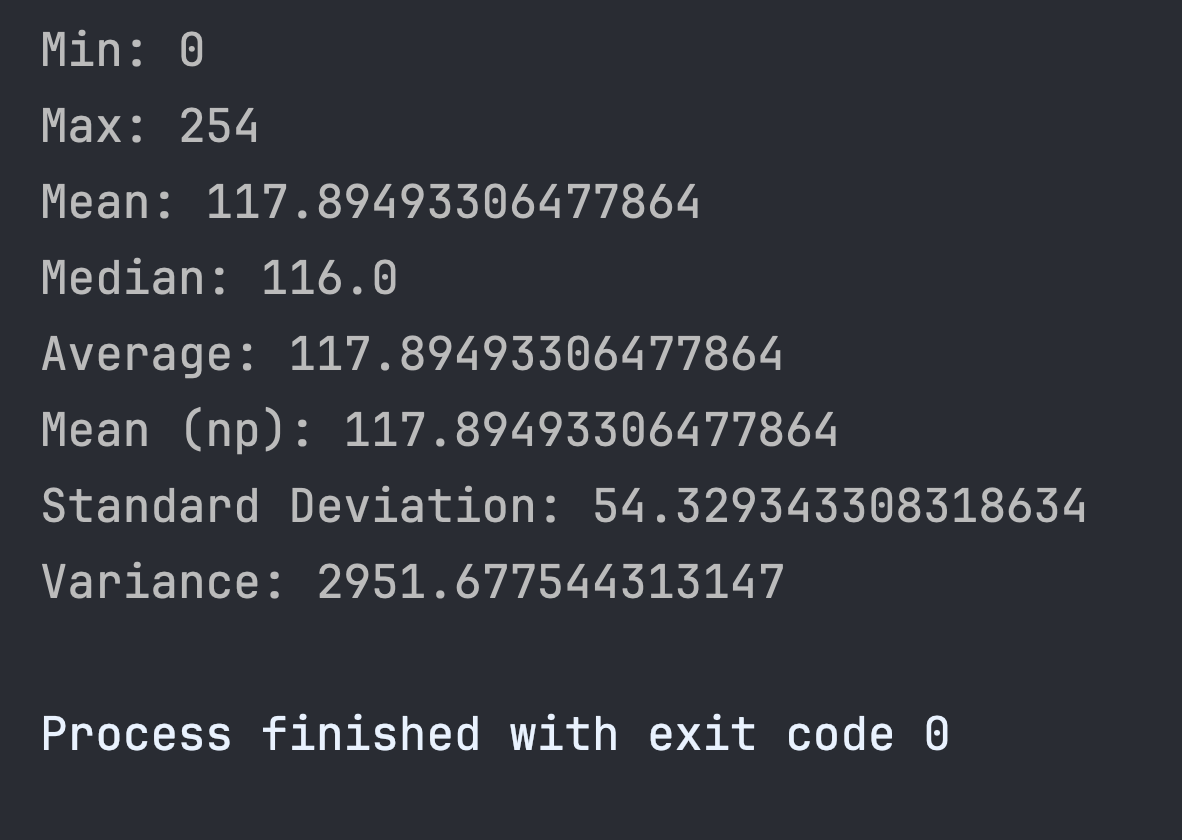 Min: 0
Max: 254
Mean: 117.89493306477864
Median: 116.0
Average: 117.89493306477864
Mean (np): 117.89493306477864
Standard Deviation: 54.329343308318634
Variance: 2951.677544313147
Process finished with exit code 0